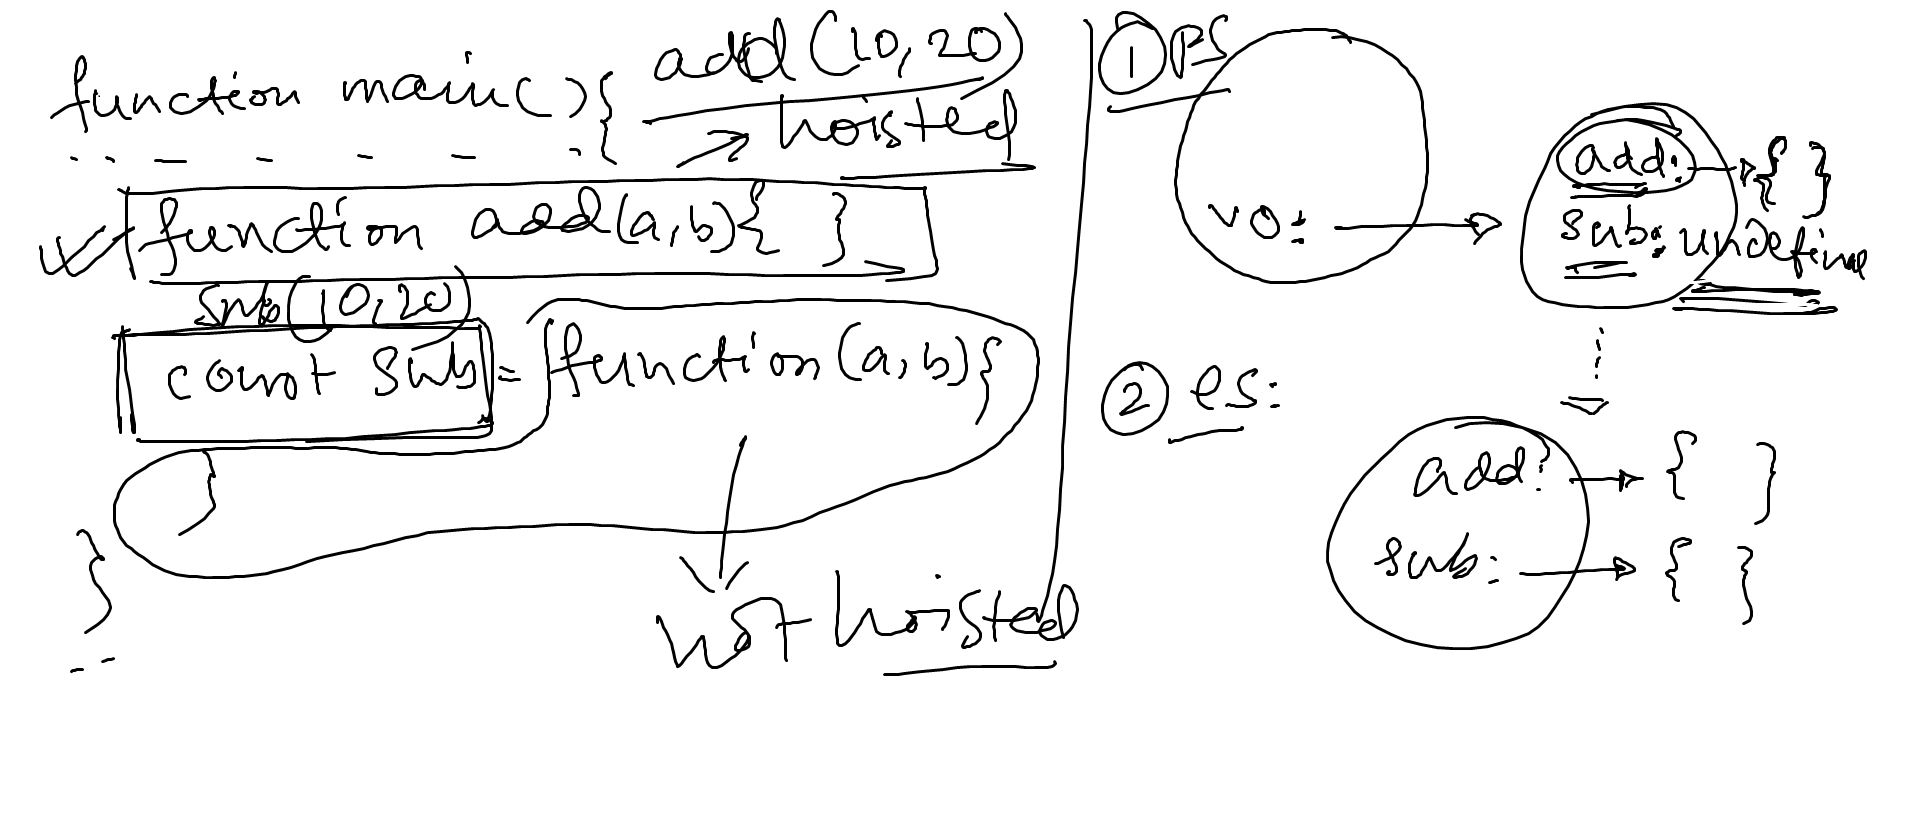 add(10,20)
function main(){
hoisted
function add(a,b){ }
sub(10,20)
const sub = function(a,b){
}
}
not hoisted
① PS
vo:
add: { }
sub: undefine
② es:
add: { }
sub: { }